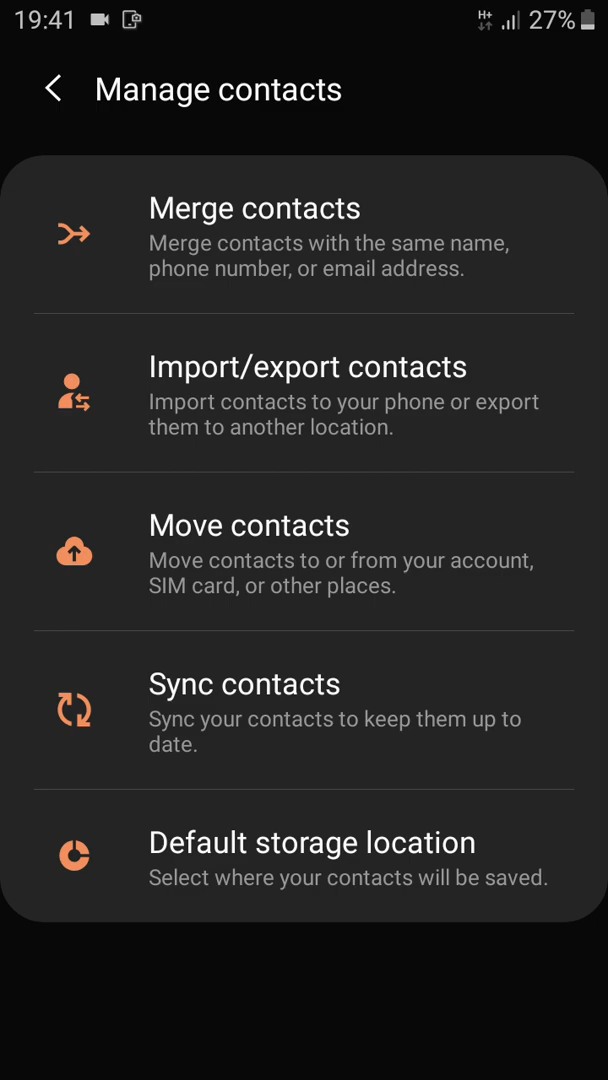 19:41
H+ 27%
Manage contacts
Merge contacts
Merge contacts with the same name,
phone number, or email address.
Import/export contacts
Import contacts to your phone or export
them to another location.
Move contacts
Move contacts to or from your account,
SIM card, or other places.
Sync contacts
Sync your contacts to keep them up to
date.
Default storage location
Select where your contacts will be saved.